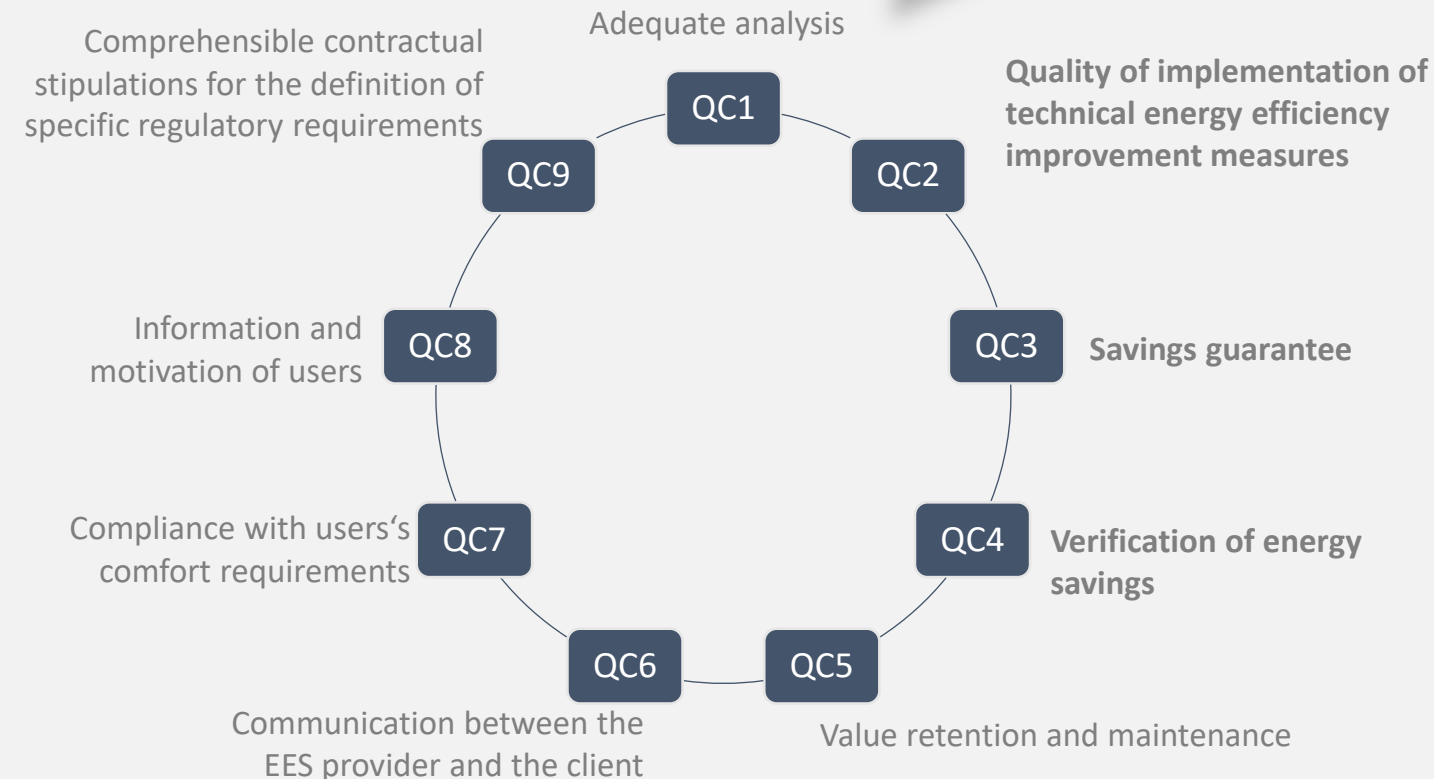 Adequate analysis
QC1
Quality of implementation of
technical energy efficiency
improvement measures
QC2
Savings guarantee
QC3
Verification of energy
savings
QC4
Value retention and maintenance
QC5
Communication between the
EES provider and the client
QC6
Compliance with users‘s
comfort requirements
QC7
Information and
motivation of users
QC8
Comprehensible contractual
stipulations for the definition of
specific regulatory requirements
QC9